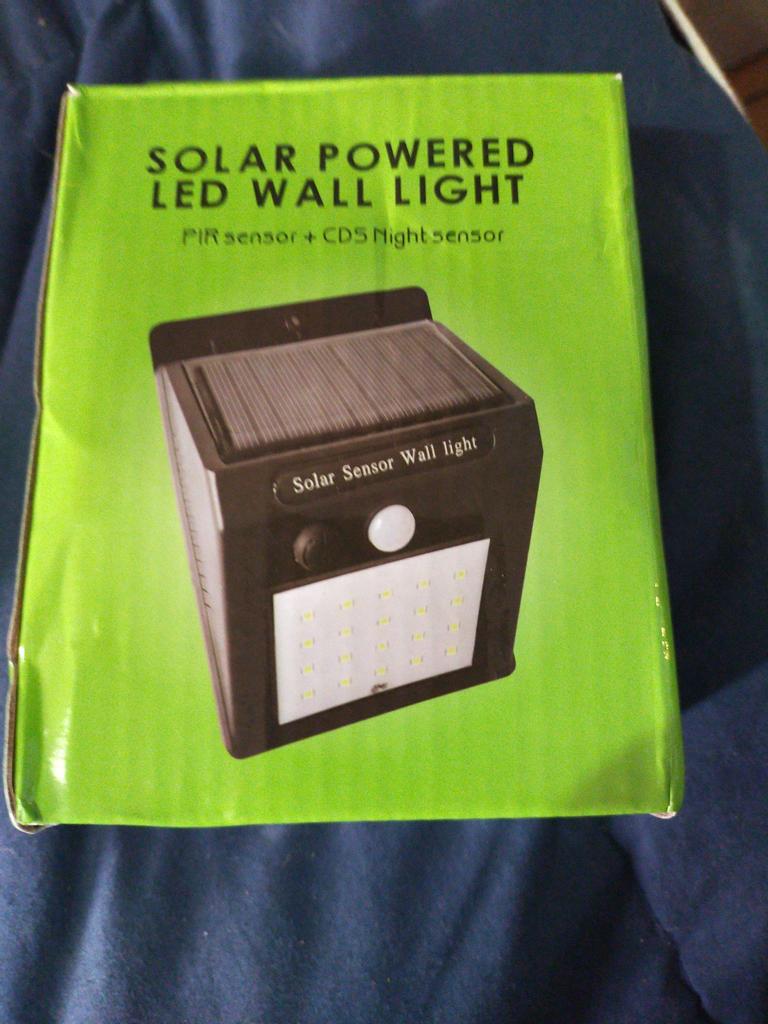 SOLAR POWERED
LED WALL LIGHT
PIR sensor + CDS Night sensor
Solar Sensor Wall light